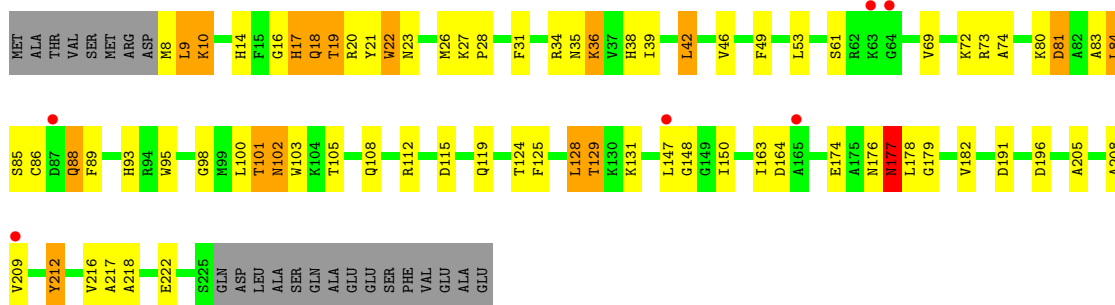 MET ALA THR VAL SER MET ARG ASP M8 L9 K10 H14 F15 G16 H17 Q18 T19 R20 Y21 W22 N23 M26 K27 P28 F31 R34 N35 K36 V37 H38 I39 L42 V46 F49 L53 S61 R62 K63 G64 V69 K72 R73 A74 K80 D81 A82 A83 L84
S85 C86 D87 Q88 F89 H93 R94 W95 G98 M99 L100 T101 N102 W103 K104 T105 Q108 R112 D115 Q119 T124 F125 L128 T129 K130 K131 L147 G148 G149 I150 I163 D164 A165 E174 A175 N176 N177 L178 G179 V182 D191 D196 A205 A208
V209 Y212 V216 A217 A218 E222 S225 GLN ASP LEU ALA SER GLN ALA GLU GLU SER PHE VAL GLU ALA GLU